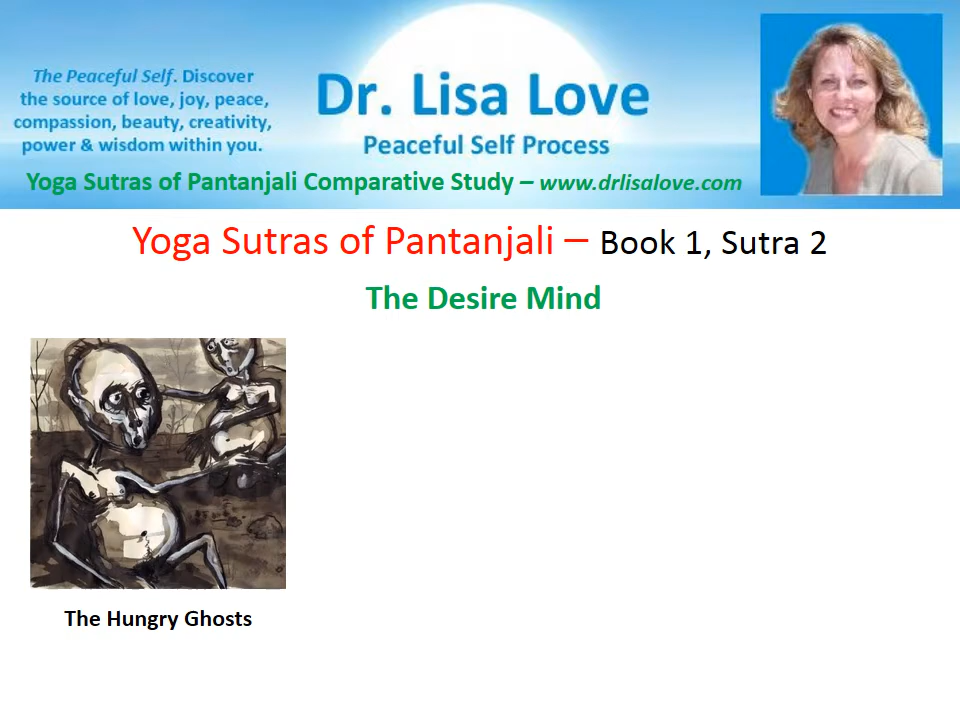 The Peaceful Self. Discover
the source of love, joy, peace,
compassion, beauty, creativity,
power & wisdom within you.
Dr. Lisa Love
Peaceful Self Process
Yoga Sutras of Pantanjali Comparative Study – www.drlisalove.com
Yoga Sutras of Pantanjali – Book 1, Sutra 2
The Desire Mind
The Hungry Ghosts